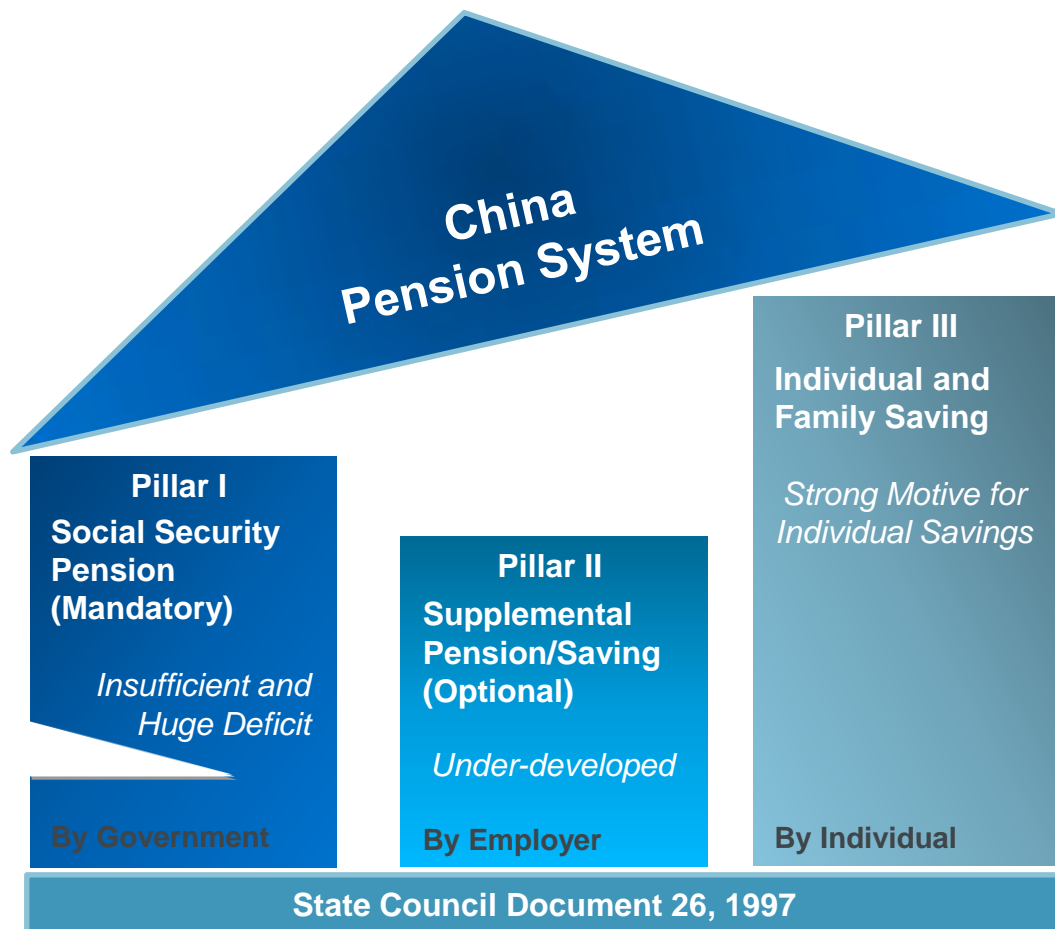 China
Pension System
Pillar I
Social Security
Pension
(Mandatory)
Insufficient and
Huge Deficit
By Government
Pillar II
Supplemental
Pension/Saving
(Optional)
Under-developed
By Employer
Pillar III
Individual and
Family Saving
Strong Motive for
Individual Savings
By Individual
State Council Document 26, 1997